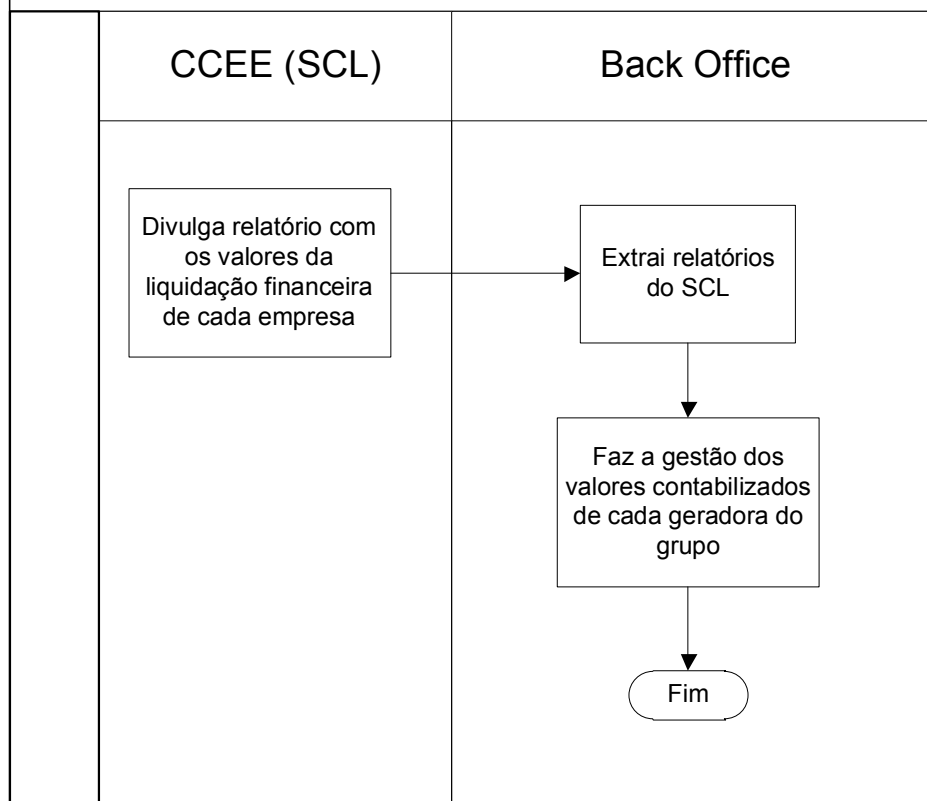 CCEE (SCL)
Back Office
Divulga relatório com
os valores da
liquidação financeira
de cada empresa
Extrai relatórios
do SCL
Faz a gestão dos
valores contabilizados
de cada geradora do
grupo
Fim